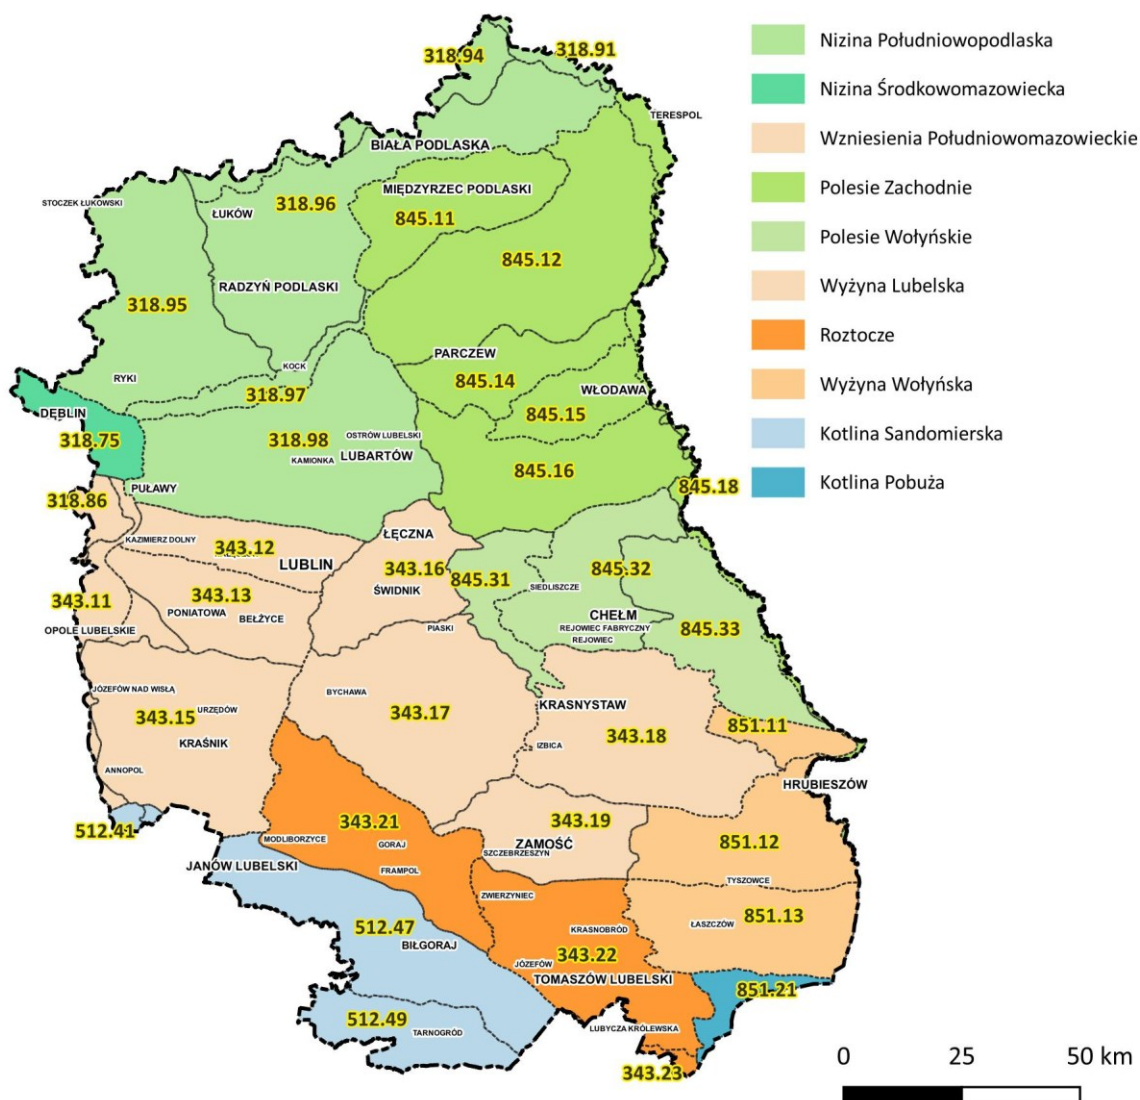 318.94
318.91
TERESPOL
BIAŁA PODLASKA
MIĘDZYRZEC PODLASKI
STOCZEK ŁUKOWSKI
ŁUKÓW
318.96
845.11
845.12
RADZYŃ PODLASKI
318.95
PARCZEW
KOCK
RYKI
845.14
WŁODAWA
318.97
845.15
DĘBLIN
318.75
318.98
OSTRÓW LUBELSKI
KAMIONKA
LUBARTÓW
845.16
845.18
PUŁAWY
318.86
KAZIMIERZ DOLNY
ŁĘCZNA
343.12
LUBLIN
343.16
845.31
845.32
SIEDLISZCZE
ŚWIDNIK
343.11
343.13
PONIATOWA
BEŁŻYCE
CHEŁM
REJOWIEC FABRYCZNY
REJOWIEC
845.33
OPOLE LUBELSKIE
PIASKI
JÓZEFÓW NAD WISŁĄ
URZĘDÓW
343.15
KRAŚNIK
BYCHAWA
343.17
KRASNYSTAW
343.18
IZBICA
851.11
ANNOPOL
HRUBIESZÓW
512.41
343.21
MODLIBORZYCE
GORAJ
343.19
ZAMOŚĆ
SZCZEBRZESZYN
851.12
JANÓW LUBELSKI
FRAMPOL
TYSZOWCE
ZWIERZYNIEC
512.47
BIŁGORAJ
KRASNOBRÓD
ŁASZCZÓW
851.13
343.22
JÓZEFÓW
TOMASZÓW LUBELSKI
851.21
512.49
TARNOGRÓD
LUBYCZA KRÓLEWSKA
343.23
Nizina Południowopodlaska
Nizina Środkowomazowiecka
Wzniesienia Południowomazowieckie
Polesie Zachodnie
Polesie Wołyńskie
Wyżyna Lubelska
Roztocze
Wyżyna Wołyńska
Kotlina Sandomierska
Kotlina Pobuża
0 25 50 km